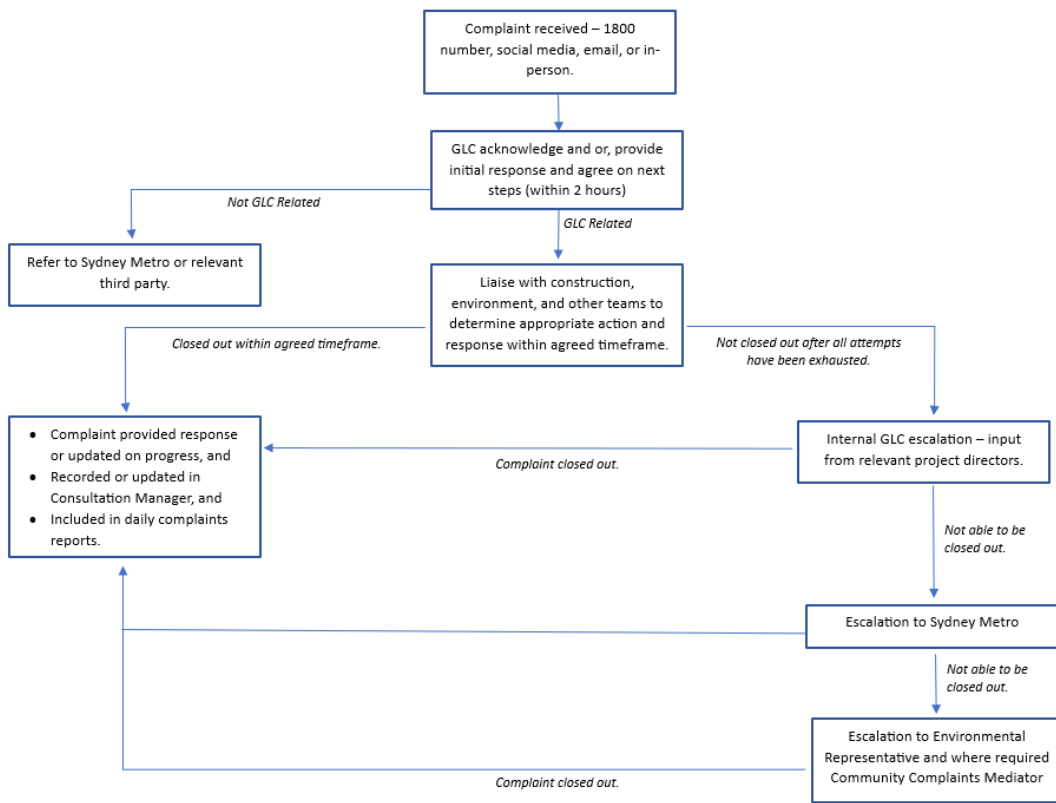 Complaint received – 1800
number, social media, email, or in-
person.
GLC acknowledge and or, provide
initial response and agree on next
steps (within 2 hours)
Not GLC Related
GLC Related
Refer to Sydney Metro or relevant
third party.
Liaise with construction,
environment, and other teams to
determine appropriate action and
response within agreed timeframe.
Closed out within agreed timeframe.
Not closed out after all attempts
have been exhausted.
• Complaint provided response
or updated on progress, and
• Recorded or updated in
Consultation Manager, and
• Included in daily complaints
reports.
Internal GLC escalation – input
from relevant project directors.
Complaint closed out.
Not able to be
closed out.
Escalation to Sydney Metro
Not able to be
closed out.
Escalation to Environmental
Representative and where required
Community Complaints Mediator
Complaint closed out.